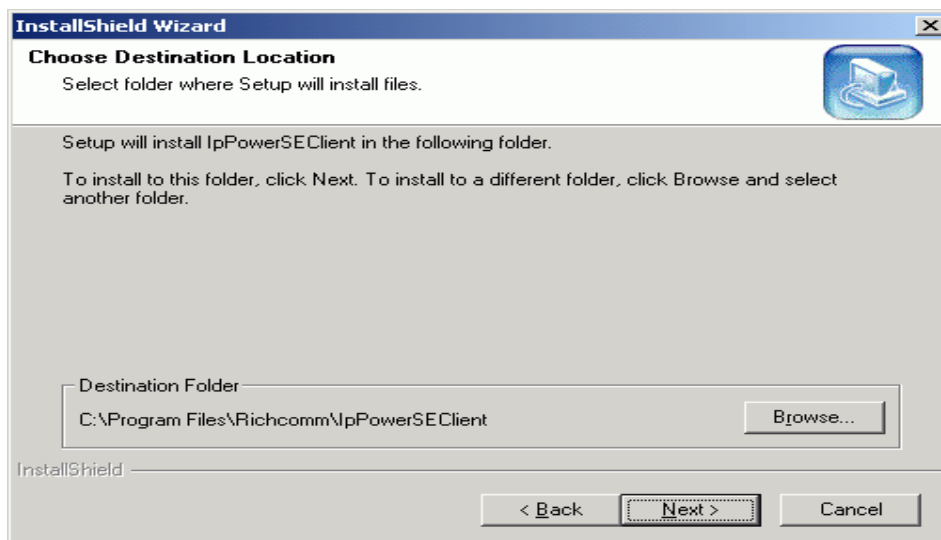 InstallShield Wizard
Choose Destination Location
Select folder where Setup will install files.
Setup will install IpPowerSEClient in the following folder.
To install to this folder, click Next. To install to a different folder, click Browse and select
another folder.
Destination Folder
C:\Program Files\Richcomm\IpPowerSEClient
Browse...
InstallShield
< Back
Next >
Cancel